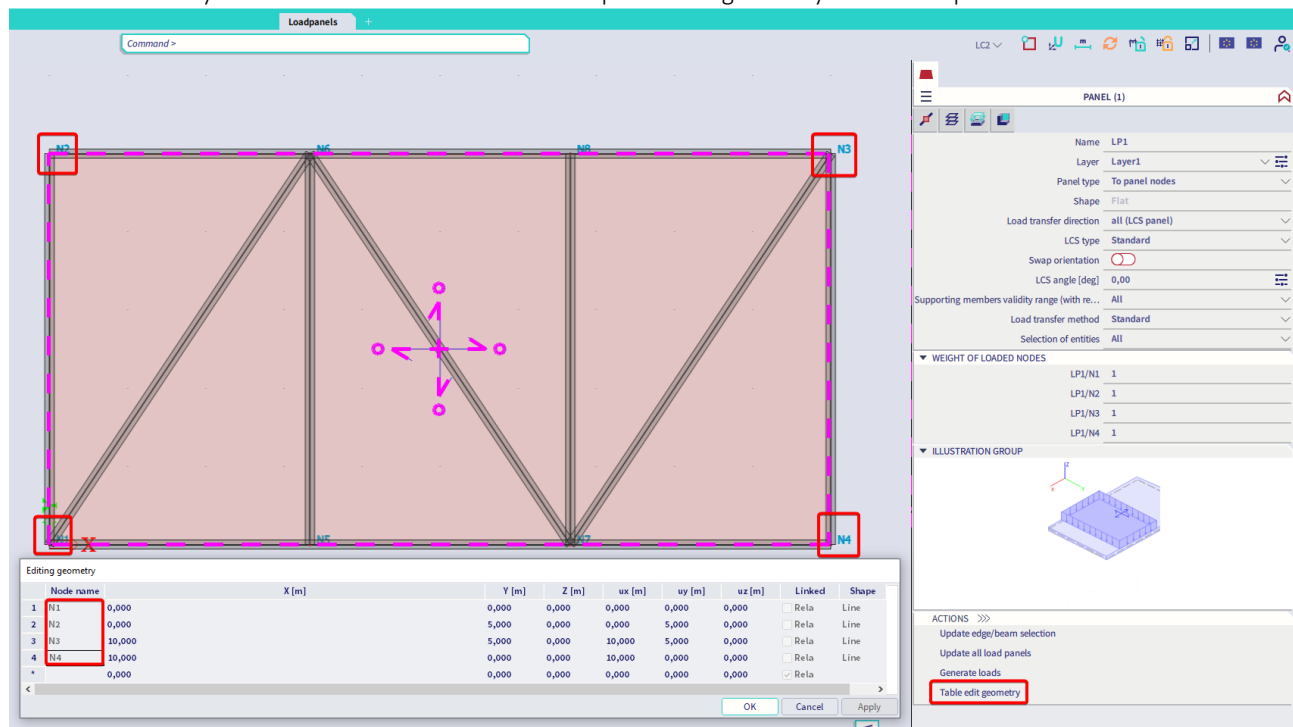 Loadpanels +
Command >
LC2
PANEL (1)
Name LP1
Layer Layer1
Panel type To panel nodes
Shape Flat
Load transfer direction all (LCS panel)
LCS type Standard
Swap orientation
LCS angle [deg] 0,00
Supporting members validity range (with re... All
Load transfer method Standard
Selection of entities All
WEIGHT OF LOADED NODES
LP1/N1 1
LP1/N2 1
LP1/N3 1
LP1/N4 1
ILLUSTRATION GROUP
ACTIONS >>>
Update edge/beam selection
Update all load panels
Generate loads
Table edit geometry
N2 N6 N8 N3
N1 X N5 N7 N4
Editing geometry
Node name X [m] Y [m] Z [m] ux [m] uy [m] uz [m] Linked Shape
1 N1 0,000 0,000 0,000 0,000 0,000 0,000 Rela Line
2 N2 0,000 5,000 0,000 0,000 5,000 0,000 Rela Line
3 N3 10,000 5,000 0,000 10,000 5,000 0,000 Rela Line
4 N4 10,000 0,000 0,000 10,000 0,000 0,000 Rela Line
* 0,000 0,000 0,000 0,000 0,000 0,000 Rela
OK Cancel Apply